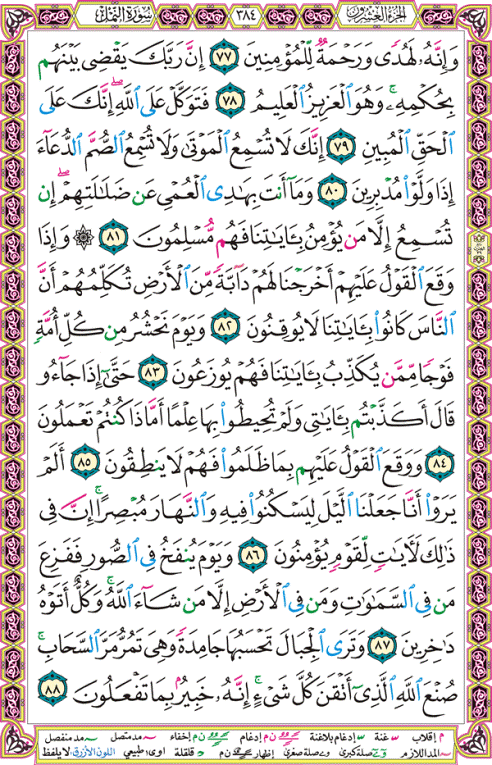 الجزء العشرون ٣٨٤ سورة النمل
وَإِنَّهُۥ لَهُدٗى وَرَحۡمَةٞ لِّلۡمُؤۡمِنِينَ ٧٧ إِنَّ رَبَّكَ يَقۡضِي بَيۡنَهُم
بِحُكۡمِهِۦۚ وَهُوَ ٱلۡعَزِيزُ ٱلۡعَلِيمُ ٧٨ فَتَوَكَّلۡ عَلَى ٱللَّهِۖ إِنَّكَ عَلَى
ٱلۡحَقِّ ٱلۡمُبِينِ ٧٩ إِنَّكَ لَا تُسۡمِعُ ٱلۡمَوۡتَىٰ وَلَا تُسۡمِعُ ٱلصُّمَّ ٱلدُّعَآءَ
إِذَا وَلَّوۡاْ مُدۡبِرِينَ ٨٠ وَمَآ أَنتَ بِهَٰدِي ٱلۡعُمۡيِ عَن ضَلَٰلَتِهِمۡۖ إِن
تُسۡمِعُ إِلَّا مَن يُؤۡمِنُ بِـَٔايَٰتِنَا فَهُم مُّسۡلِمُونَ ٨١ ۞ وَإِذَا
وَقَعَ ٱلۡقَوۡلُ عَلَيۡهِمۡ أَخۡرَجۡنَا لَهُمۡ دَآبَّةٗ مِّنَ ٱلۡأَرۡضِ تُكَلِّمُهُمۡ أَنَّ
ٱلنَّاسَ كَانُواْ بِـَٔايَٰتِنَا لَا يُوقِنُونَ ٨٢ وَيَوۡمَ نَحۡشُرُ مِن كُلِّ أُمَّةٖ
فَوۡجٗا مِّمَّن يُكَذِّبُ بِـَٔايَٰتِنَا فَهُمۡ يُوزَعُونَ ٨٣ حَتَّىٰٓ إِذَا جَآءُو
قَالَ أَكَذَّبۡتُم بِـَٔايَٰتِي وَلَمۡ تُحِيطُواْ بِهَا عِلۡمًا أَمَّاذَا كُنتُمۡ تَعۡمَلُونَ
٨٤ وَوَقَعَ ٱلۡقَوۡلُ عَلَيۡهِم بِمَا ظَلَمُواْ فَهُمۡ لَا يَنطِقُونَ ٨٥ أَلَمۡ
يَرَوۡاْ أَنَّا جَعَلۡنَا ٱلَّيۡلَ لِيَسۡكُنُواْ فِيهِ وَٱلنَّهَارَ مُبۡصِرًاۚ إِنَّ فِي
ذَٰلِكَ لَأٓيَٰتٖ لِّقَوۡمٖ يُؤۡمِنُونَ ٨٦ وَيَوۡمَ يُنفَخُ فِي ٱلصُّورِ فَفَزِعَ
مَن فِي ٱلسَّمَٰوَٰتِ وَمَن فِي ٱلۡأَرۡضِ إِلَّا مَن شَآءَ ٱللَّهُۚ وَكُلٌّ أَتَوۡهُ
دَٰخِرِينَ ٨٧ وَتَرَى ٱلۡجِبَالَ تَحۡسَبُهَا جَامِدَةٗ وَهِيَ تَمُرُّ مَرَّ ٱلسَّحَابِۚ
صُنۡعَ ٱللَّهِ ٱلَّذِيٓ أَتۡقَنَ كُلَّ شَيۡءٍۚ إِنَّهُۥ خَبِيرُۢ بِمَا تَفۡعَلُونَ ٨٨
م إقلاب س غنة س إدغام بلاغنة ن م إدغام ن م إخفاء مد متصل مد منفصل
المد اللازم وصلة كبرى وصلة صغرى إظهار ن م د قلقلة اوى طبيعي اللون الأزرق: لا يلفظ